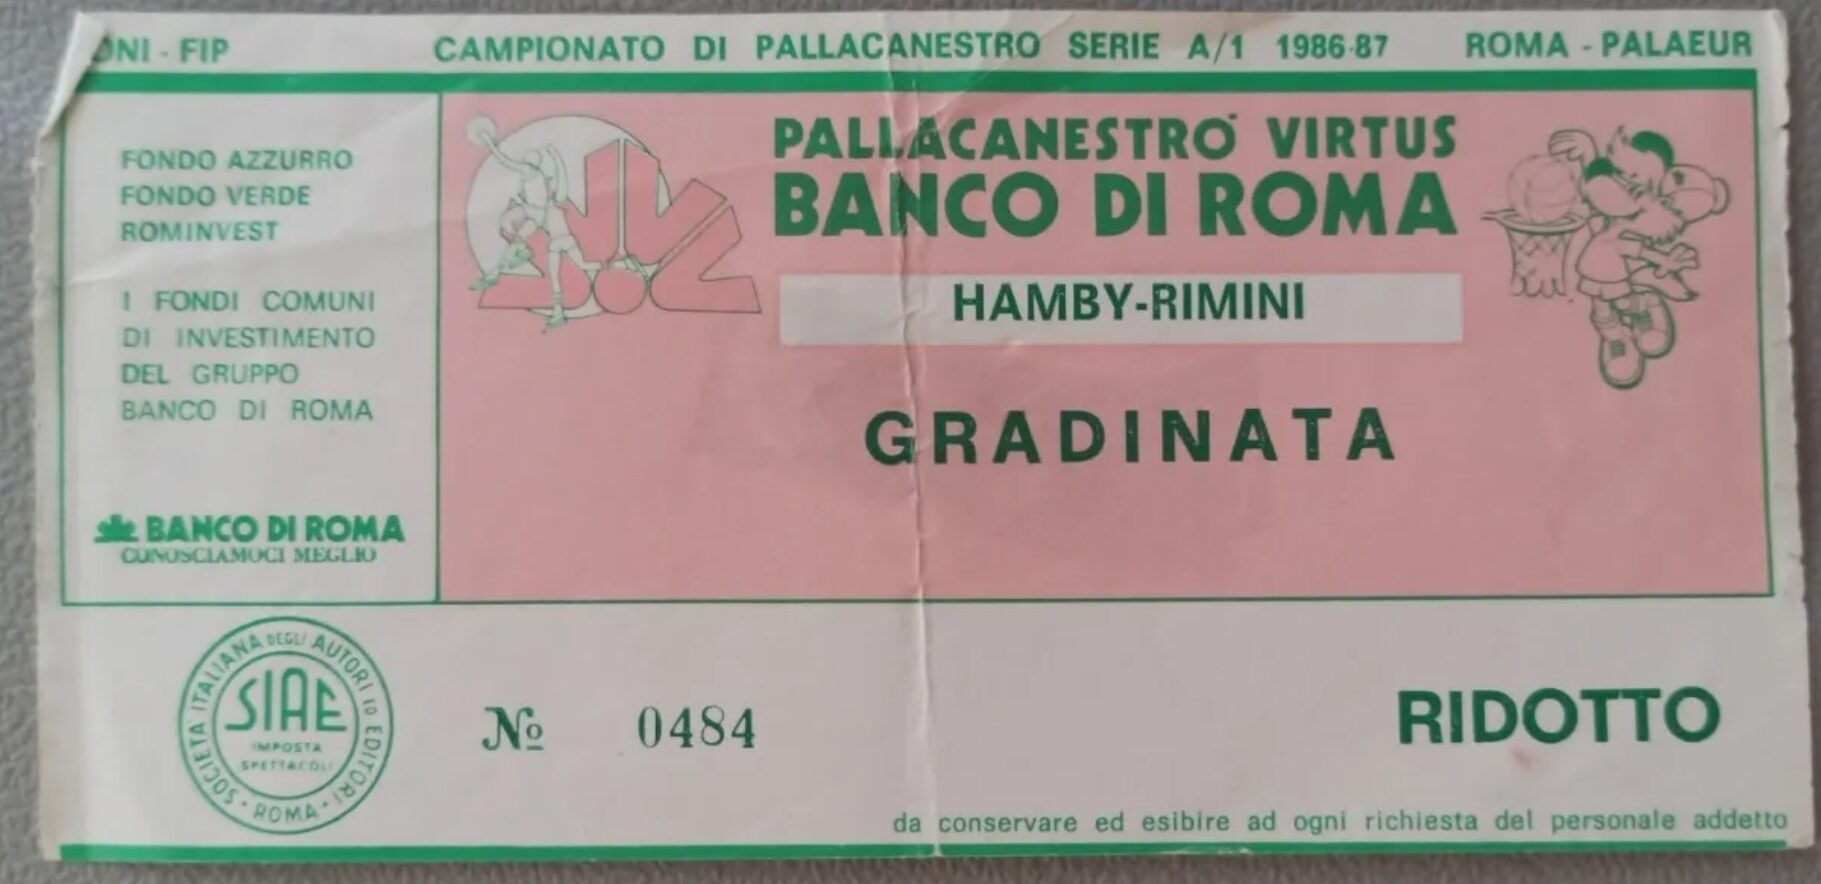 - FIP CAMPIONATO DI PALLACANESTRO SERIE A/1 1986-87 ROMA - PALAEUR
FONDO AZZURRO
FONDO VERDE
ROMINVEST
I FONDI COMUNI
DI INVESTIMENTO
DEL GRUPPO
BANCO DI ROMA
BANCO DI ROMA
CONOSCIAMOCI MEGLIO
PALLACANESTRO VIRTUS
BANCO DI ROMA
HAMBY-RIMINI
GRADINATA
SOCIETÀ ITALIANA DEGLI AUTORI ED EDITORI
SIAE
IMPOSTA
SPETTACOLI
• ROMA •
№ 0484
RIDOTTO
da conservare ed esibire ad ogni richiesta del personale addetto